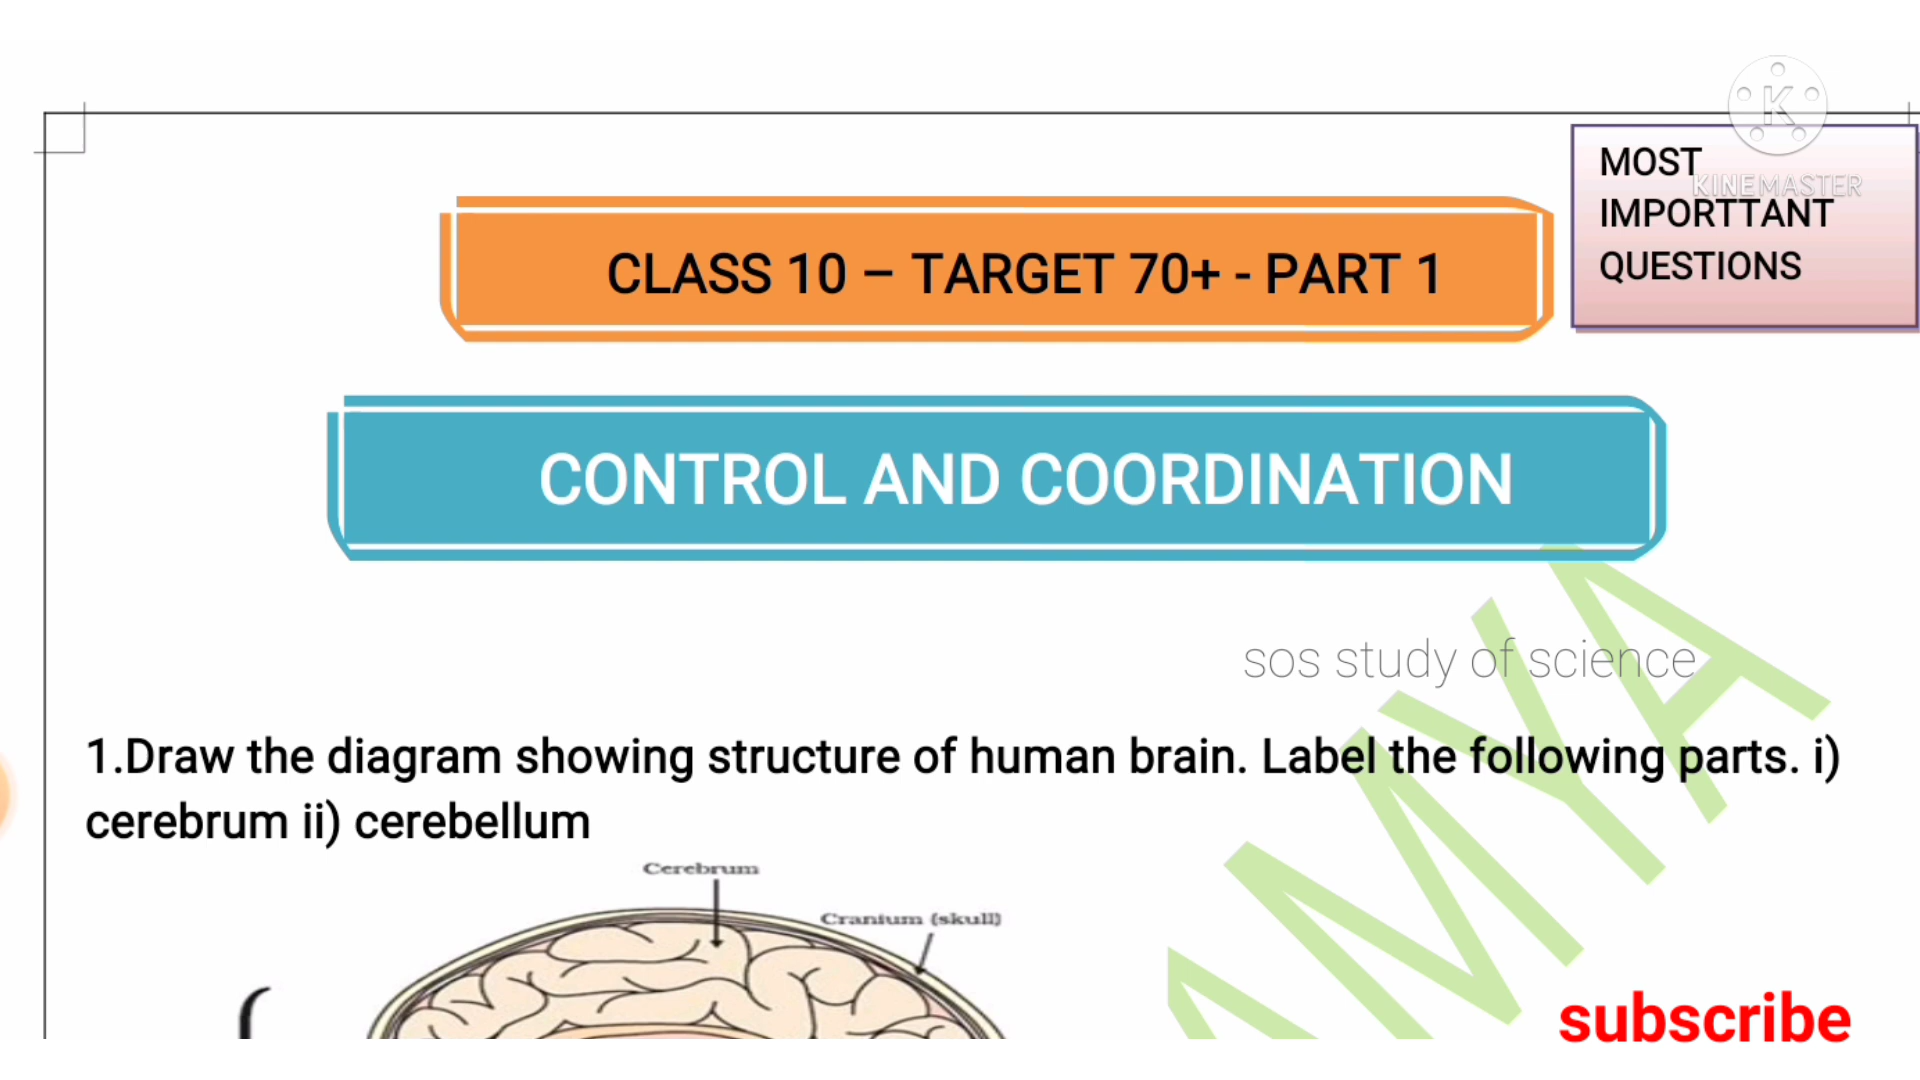 K
KINEMASTER
MOST
IMPORTTANT
QUESTIONS
CLASS 10 – TARGET 70+ - PART 1
CONTROL AND COORDINATION
sos study of science
1.Draw the diagram showing structure of human brain. Label the following parts. i)
cerebrum ii) cerebellum
Cerebrum
Cranium (skull)
subscribe